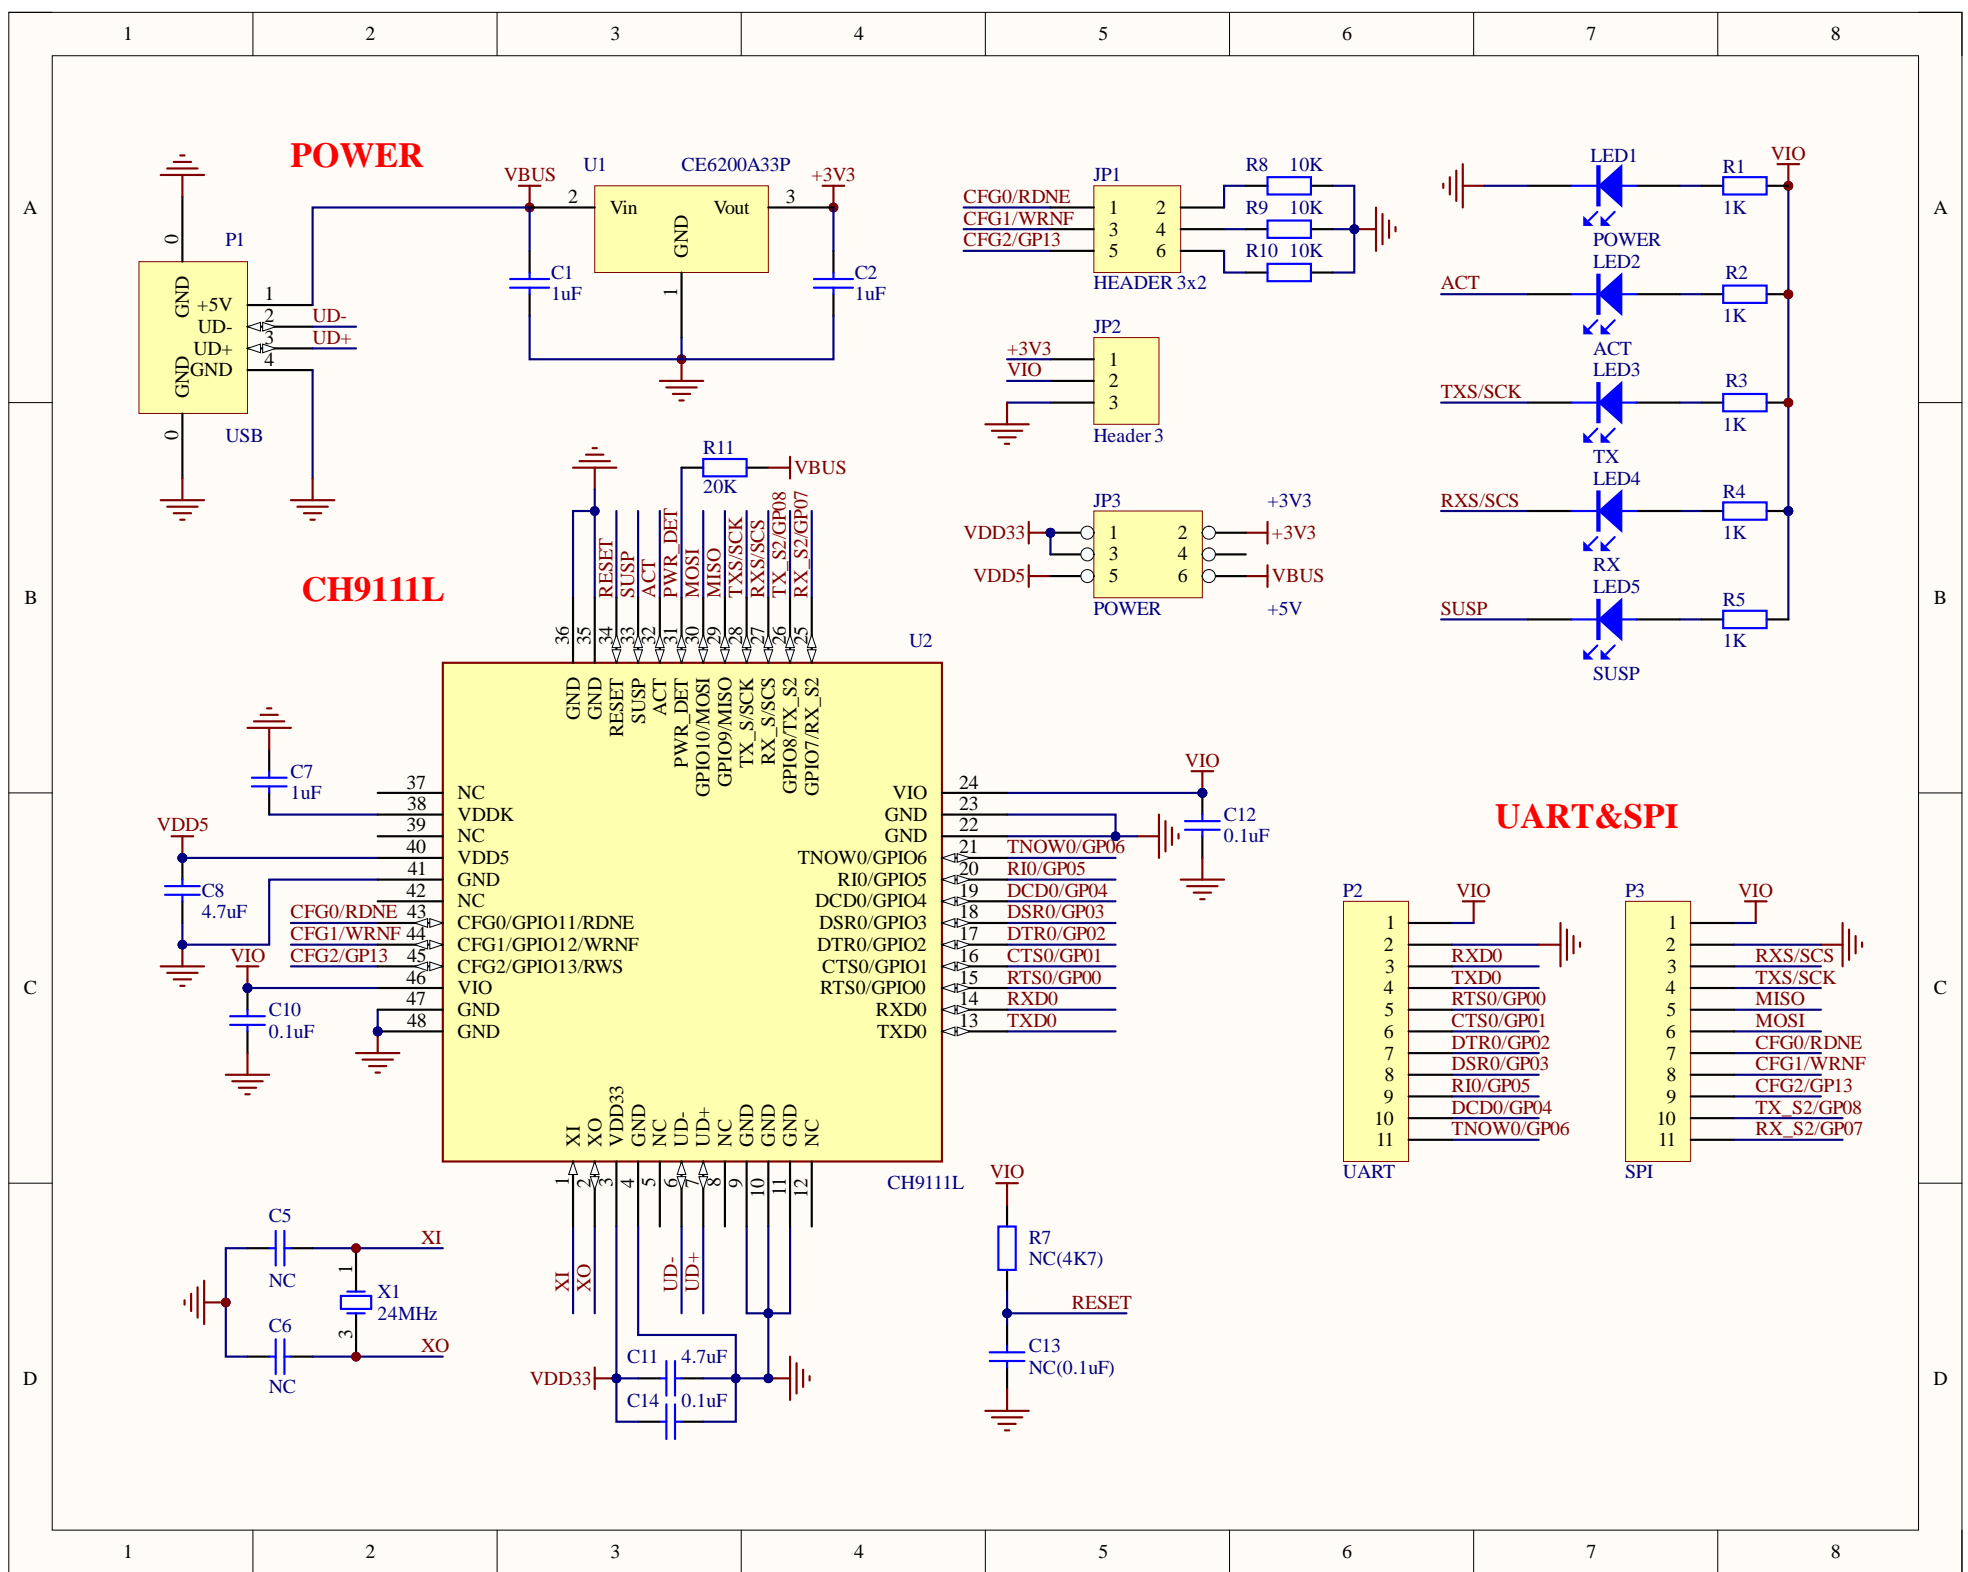 1 2 3 4 5 6 7 8
A
B
C
D
A
B
C
D
1 2 3 4 5 6 7 8
POWER
P1
0
GND
+5V 1
UD- 2 UD-
UD+ 3 UD+
GND 4
GND
0
USB
VBUS
U1 CE6200A33P
2 Vin Vout 3
GND
1
+3V3
C1
1uF
C2
1uF
JP1
CFG0/RDNE 1 2
CFG1/WRNF 3 4
CFG2/GP13 5 6
HEADER 3x2
R8 10K
R9 10K
R10 10K
JP2
+3V3 1
VIO 2
3
Header 3
JP3 +3V3
VDD33 1 2 +3V3
3 4
VDD5 5 6 VBUS
POWER +5V
VIO
LED1 R1
1K
POWER
ACT LED2 R2
1K
ACT
TXS/SCK LED3 R3
1K
TX
RXS/SCS LED4 R4
1K
RX
SUSP LED5 R5
1K
SUSP
CH9111L
R11
20K
VBUS
RESET
SUSP
ACT
PWR_DET
MOSI
MISO
TXS/SCK
RXS/SCS
TX_S2/GP08
RX_S2/GP07
36 35 34 33 32 31 30 29 28 27 26 25
U2
GND
GND
RESET
SUSP
ACT
PWR_DET
GPIO10/MOSI
GPIO9/MISO
TX_S/SCK
RX_S/SCS
GPIO8/TX_S2
GPIO7/RX_S2
C7
1uF
VDD5
C8
4.7uF
VIO
C10
0.1uF
37 NC
38 VDDK
39 NC
40 VDD5
41 GND
42 NC
CFG0/RDNE 43 CFG0/GPIO11/RDNE
CFG1/WRNF 44 CFG1/GPIO12/WRNF
CFG2/GP13 45 CFG2/GPIO13/RWS
46 VIO
47 GND
48 GND
VIO 24
GND 23
GND 22
TNOW0/GPIO6 21 TNOW0/GP06
RI0/GPIO5 20 RI0/GP05
DCD0/GPIO4 19 DCD0/GP04
DSR0/GPIO3 18 DSR0/GP03
DTR0/GPIO2 17 DTR0/GP02
CTS0/GPIO1 16 CTS0/GP01
RTS0/GPIO0 15 RTS0/GP00
RXD0 14 RXD0
TXD0 13 TXD0
VIO
C12
0.1uF
XI
XO
VDD33
GND
NC
UD-
UD+
NC
GND
GND
GND
NC
1 2 3 4 5 6 7 8 9 10 11 12
CH9111L
XI
XO
UD-
UD+
VDD33
C11 4.7uF
C14 0.1uF
C5
NC
XI
1
X1
24MHz
3
C6
NC
XO
VIO
R7
NC(4K7)
RESET
C13
NC(0.1uF)
UART&SPI
P2 VIO
1
2
3 RXD0
4 TXD0
5 RTS0/GP00
6 CTS0/GP01
7 DTR0/GP02
8 DSR0/GP03
9 RI0/GP05
10 DCD0/GP04
11 TNOW0/GP06
UART
P3 VIO
1
2
3 RXS/SCS
4 TXS/SCK
5 MISO
6 MOSI
7 CFG0/RDNE
8 CFG1/WRNF
9 CFG2/GP13
10 TX_S2/GP08
11 RX_S2/GP07
SPI